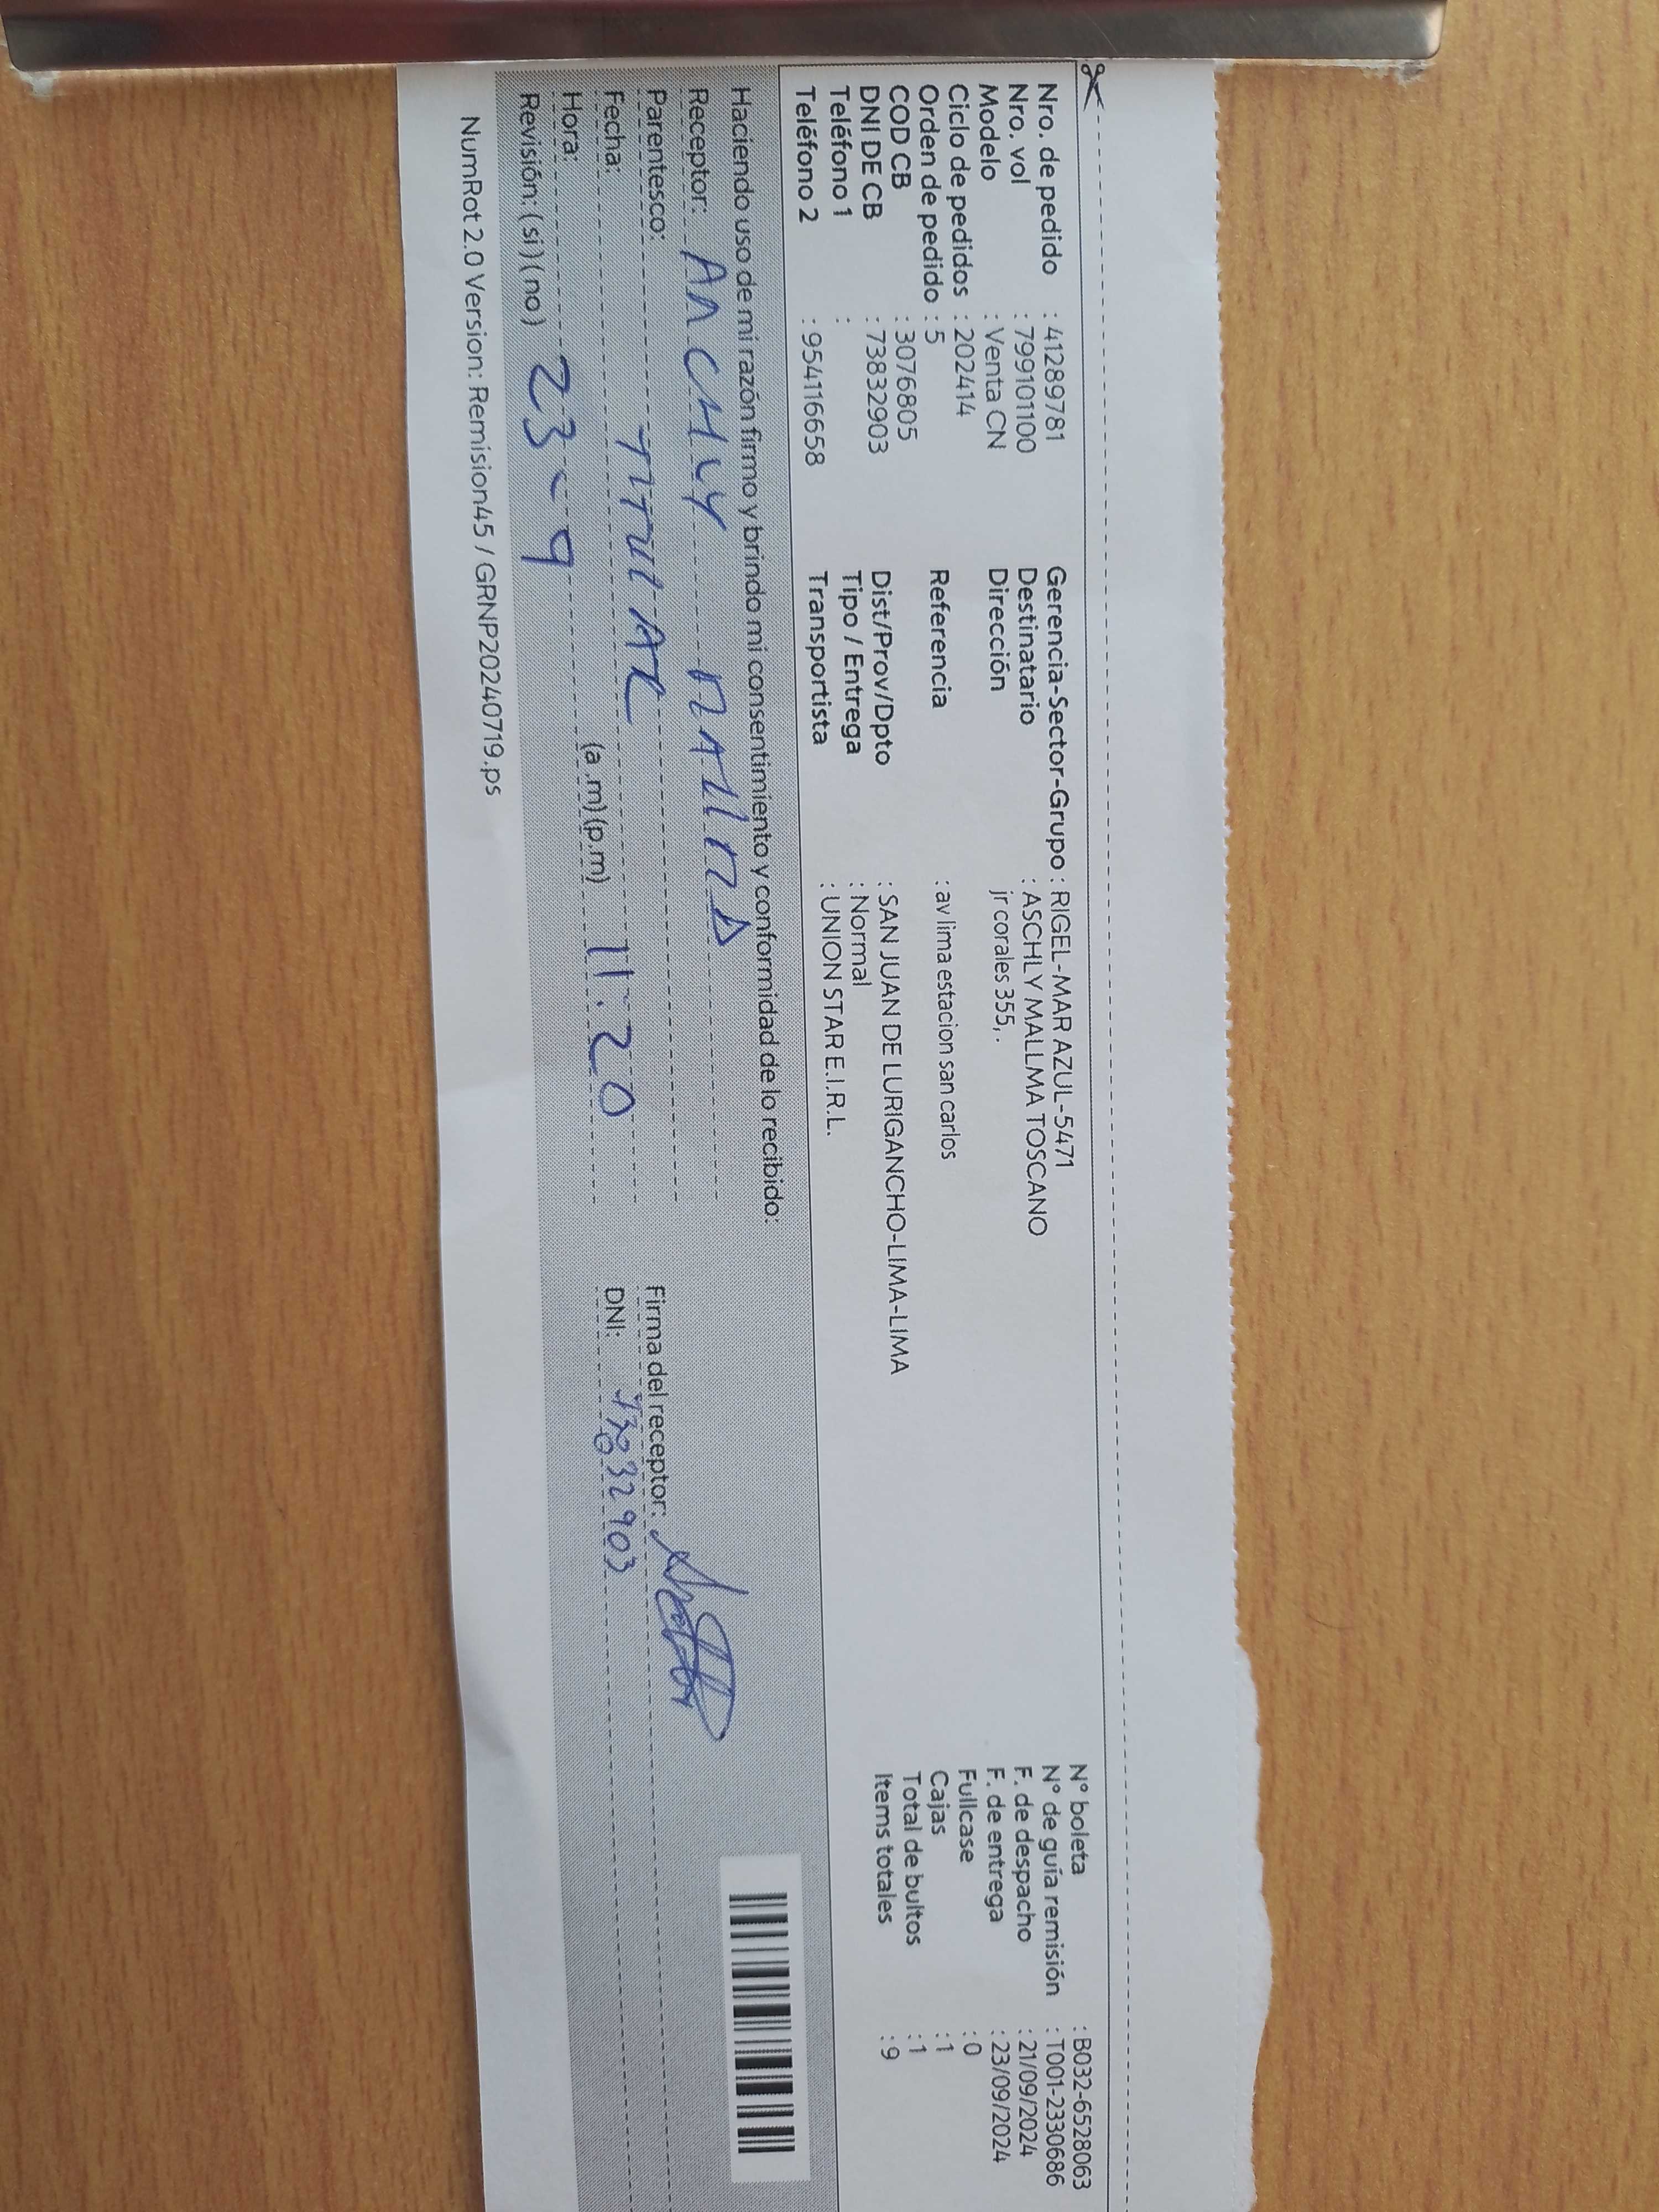 Nro. de pedido : 41289781
Nro. vol : 799101100
Modelo : Venta CN
Ciclo de pedidos : 202414
Orden de pedido : 5
COD CB : 3076805
DNI DE CB : 73832903
Teléfono 1 :
Teléfono 2 : 954116658
Gerencia-Sector-Grupo : RIGEL-MAR AZUL-5471
Destinatario : ASCHLY MALLMA TOSCANO
Dirección jr corales 355, .
Referencia : av lima estacion san carlos
Dist/Prov/Dpto : SAN JUAN DE LURIGANCHO-LIMA-LIMA
Tipo / Entrega : Normal
Transportista : UNION STAR E.I.R.L.
N° boleta : B032-6528063
N° de guía remisión : T001-2330686
F. de despacho : 21/09/2024
F. de entrega : 23/09/2024
Fullcase : 0
Cajas : 1
Total de bultos : 1
Items totales : 9
Haciendo uso de mi razón firmo y brindo mi consentimiento y conformidad de lo recibido:
Receptor:
Parentesco: TITULAR
Fecha:
Hora: 23-9 (a .m)(p.m) 11:20
Revisión: (si) (no)
Firma del receptor:
DNI: 73832903
NumRot 2.0 Version: Remision45 / GRNP20240719.ps